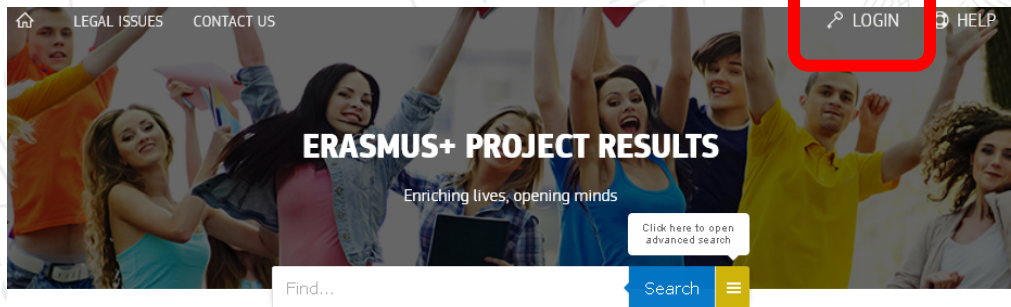 LEGAL ISSUES CONTACT US LOGIN HELP
ERASMUS+ PROJECT RESULTS
Enriching lives, opening minds
Click here to open
advanced search
Find... Search